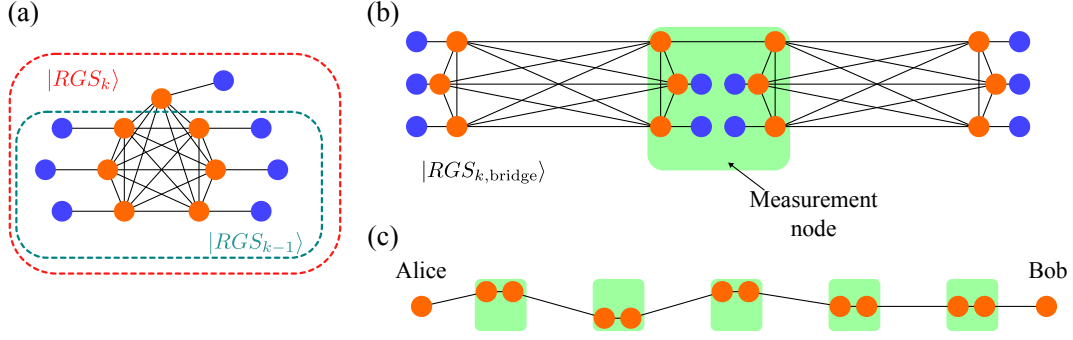 (a)
|RGS_k⟩
|RGS_{k−1}⟩
(b)
|RGS_{k,bridge}⟩
Measurement
node
(c)
Alice
Bob